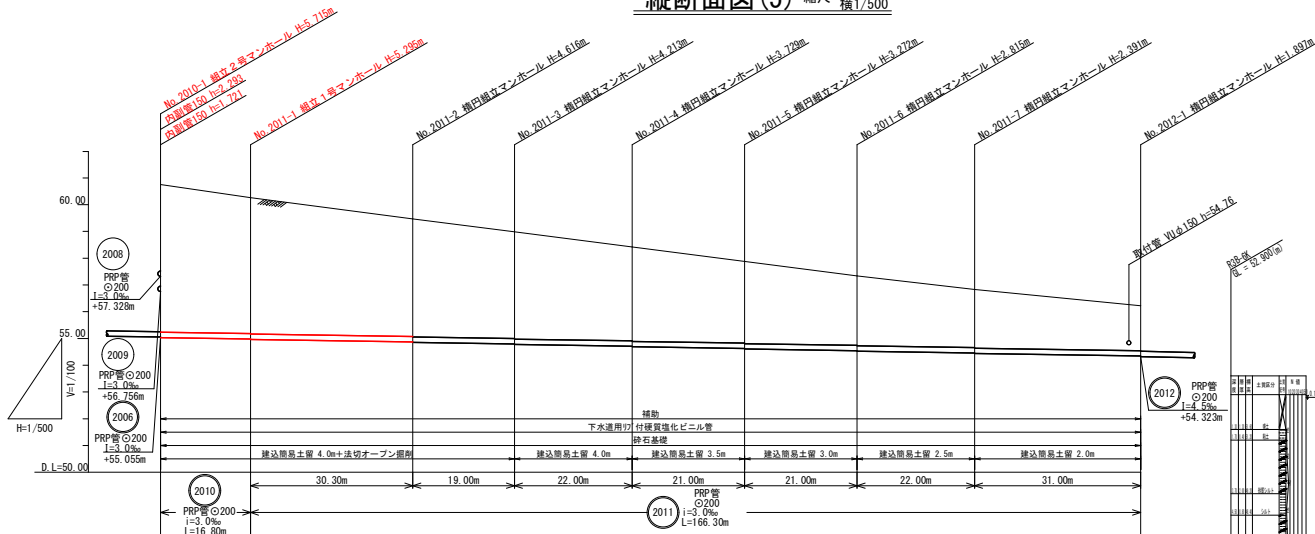 縦断面図(5) 縮尺 横1/500
No.2010-1 組立2号マンホール H=5.715m
内副管150 h=2.293
内副管150 h=1.721
No.2011-1 組立1号マンホール H=5.295m
No.2011-2 楕円組立マンホール H=4.616m
No.2011-3 楕円組立マンホール H=4.213m
No.2011-4 楕円組立マンホール H=3.729m
No.2011-5 楕円組立マンホール H=3.272m
No.2011-6 楕円組立マンホール H=2.815m
No.2011-7 楕円組立マンホール H=2.391m
No.2012-1 楕円組立マンホール H=1.897m
取付管 VUφ150 h=54.76
R3B-6K
GL = 52.900(m)
60.00
2008
PRP管
⊙200
I=3.0‰
+57.328m
55.00
2009
PRP管⊙200
I=3.0‰
+56.756m
V=1/100
H=1/500
2006
PRP管⊙200
I=3.0‰
+55.055m
D.L=50.00
2012
PRP管
⊙200
I=4.5‰
+54.323m
補助
下水道用ﾘﾌﾞ付硬質塩化ビニル管
砕石基礎
建込簡易土留 4.0m+法切オープン掘削
建込簡易土留 4.0m
建込簡易土留 3.5m
建込簡易土留 3.0m
建込簡易土留 2.5m
建込簡易土留 2.0m
30.30m
19.00m
22.00m
21.00m
21.00m
22.00m
31.00m
2010
PRP管⊙200
i=3.0‰
L=16.80m
2011
PRP管
⊙200
i=3.0‰
L=166.30m
土質区分
N 値
シルト